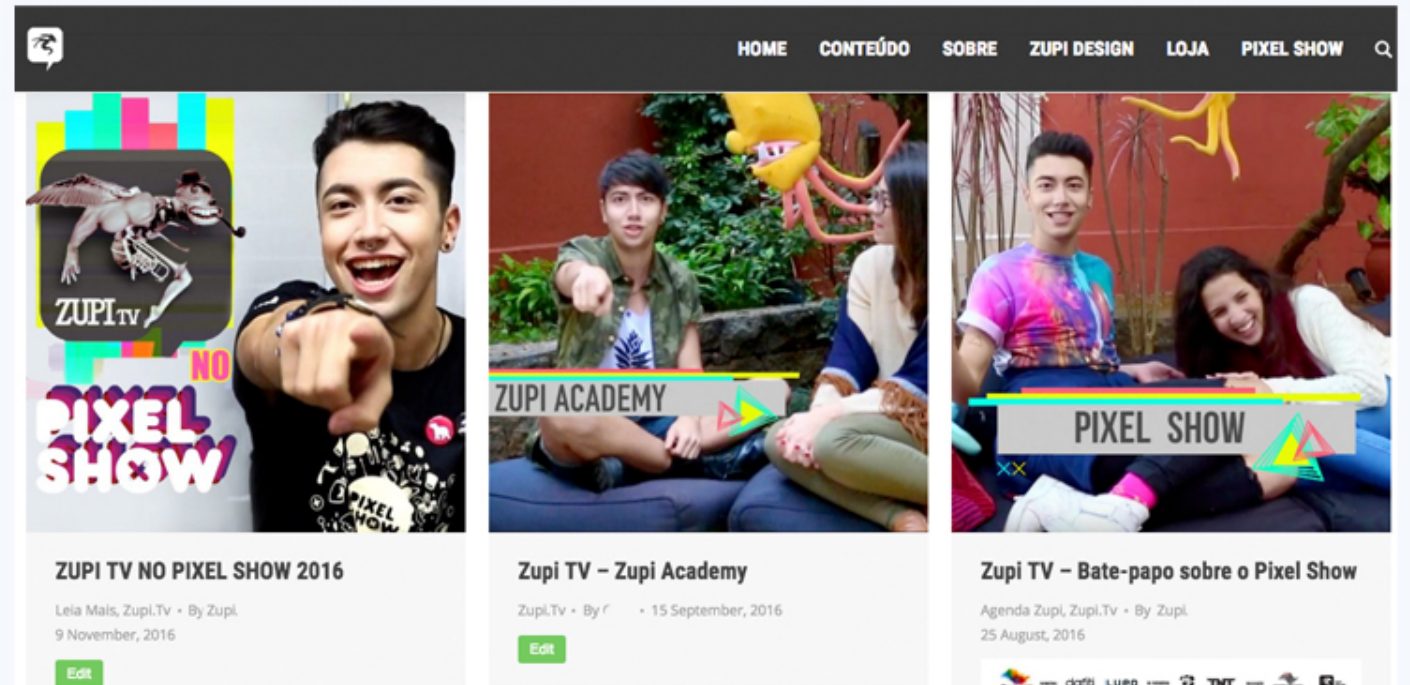 HOME CONTEÚDO SOBRE ZUPI DESIGN LOJA PIXEL SHOW
ZUPI TV
NO
PIXEL
SHOW
PIXEL
SHOW
ZUPI TV NO PIXEL SHOW 2016
Leia Mais, Zupi.Tv • By Zupi.
9 November, 2016
Edit
ZUPI ACADEMY
Zupi TV – Zupi Academy
Zupi.Tv • By • 15 September, 2016
Edit
PIXEL SHOW
Zupi TV – Bate-papo sobre o Pixel Show
Agenda Zupi, Zupi.Tv • By Zupi.
25 August, 2016
TNT